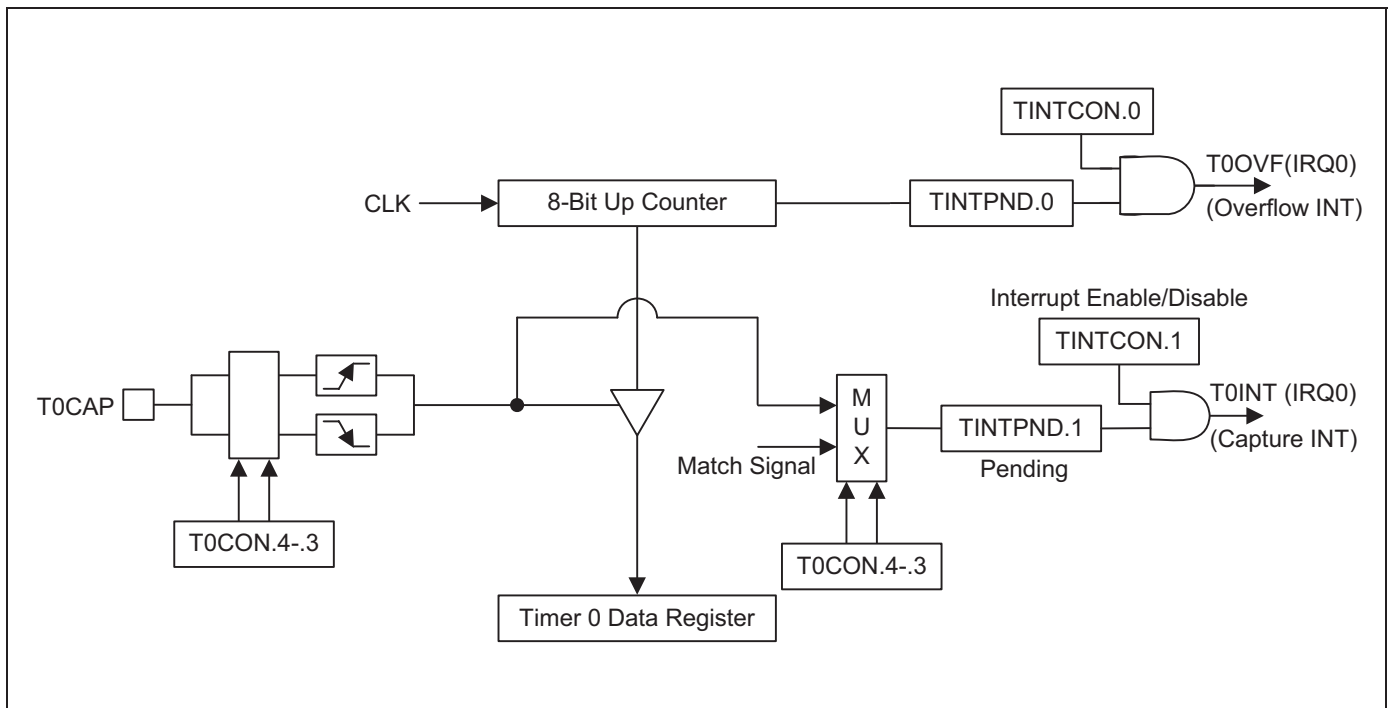 TINTCON.0
T0OVF(IRQ0)
(Overflow INT)
CLK
8-Bit Up Counter
TINTPND.0
Interrupt Enable/Disable
TINTCON.1
T0CAP
M
U
X
TINTPND.1
T0INT (IRQ0)
(Capture INT)
Match Signal
Pending
T0CON.4-.3
T0CON.4-.3
Timer 0 Data Register